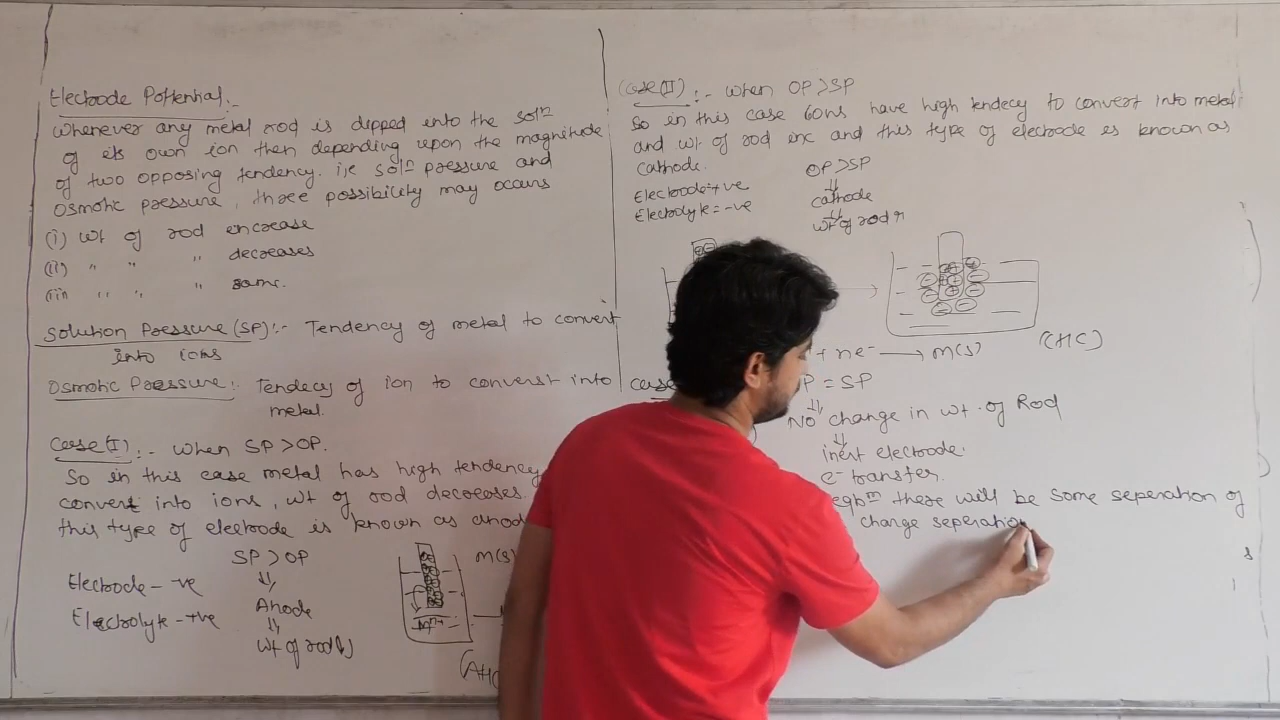 Electrode Potential:-
Whenever any metal rod is dipped into the solⁿ
of its own ion then depending upon the magnitude
of two opposing tendency. i,e solⁿ pressure and
Osmotic pressure, three possibility may occurs
(i) Wt of rod encrease
(ii) " " " decreases
(iii " " " same.
Solution Pressure (SP):- Tendency of metal to convert
into ions
Osmotic Pressure:- Tendecy of ion to convert into
metal.
Case(I):- When SP>OP.
So in this case metal has high tendency
convert into ions, wt of rod decreases.
this type of electrode is known as anod
SP > OP
⇓
Anode
⇓
Wt of rod(↓)
Electrode - -ve
Electrolyte - +ve
M(s)
(AHC
Case(II):- When OP>SP
So in this case ions have high tendecy to convert into metal
and wt of rod inc and this type of electrode is known as
cathode.
Electrode:+ve
Electrolyte = -ve
OP>SP
⇓
cathode
⇓
wt of rod ↑
(CHC)
+ ne⁻ → M(s)
Case
P = SP
⇓
NO change in wt. of Rod
⇓
inert electrode.
e⁻ transfer.
eqbᵐ there will be some seperation of
change seperation